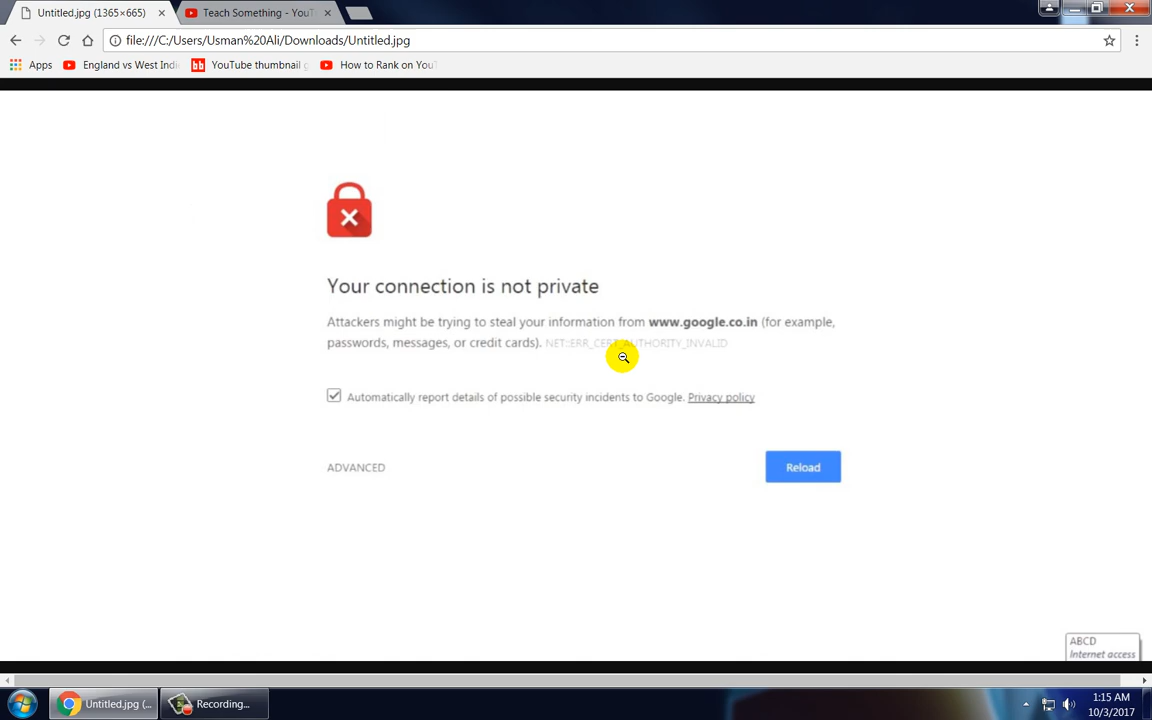 Untitled.jpg (1365×665)
Teach Something - YouT
file:///C:/Users/Usman%20Ali/Downloads/Untitled.jpg
Apps
England vs West Indi
YouTube thumbnail g
How to Rank on YouT
Your connection is not private
Attackers might be trying to steal your information from www.google.co.in (for example,
passwords, messages, or credit cards). NET::ERR_CERT_AUTHORITY_INVALID
Automatically report details of possible security incidents to Google. Privacy policy
ADVANCED
Reload
ABCD
Internet access
Untitled.jpg (...
Recording...
1:15 AM
10/3/2017